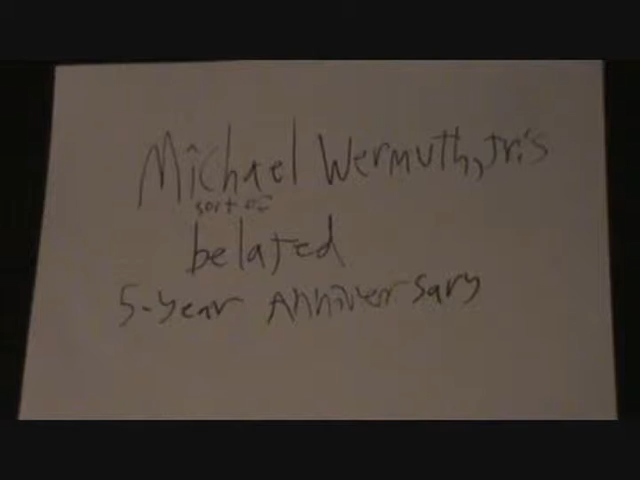 Michael Wermuth, Jr.'s
sort of
belated
5-year Anniversary